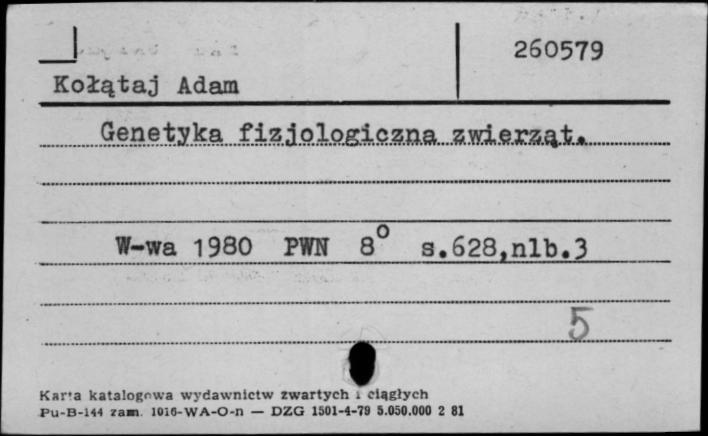 260579
Kołątaj Adam
Genetyka fizjologiczna zwierząt.
W-wa 1980 PWN 8° s.628,nlb.3
5
Karta katalogowa wydawnictw zwartych i ciągłych
Pu-B-144 zam. 1016-WA-O-n — DZG 1501-4-79 5.050.000 2 81